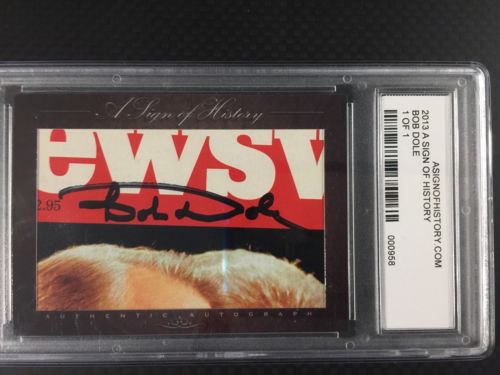 A Sign of History
ewsw
2.95
Bob Dole
AUTHENTIC AUTOGRAPH
2013 A SIGN OF HISTORY
BOB DOLE
1 OF 1
ASIGNOFHISTORY.COM
000958